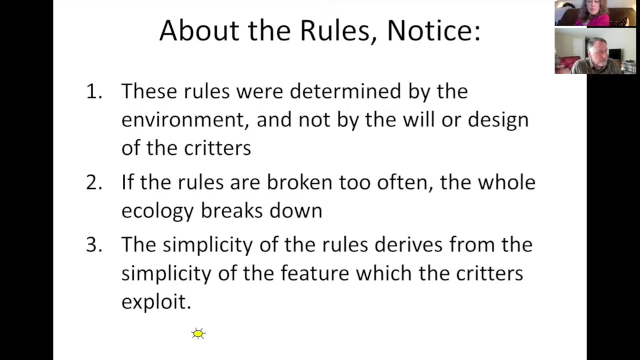 About the Rules, Notice:
1. These rules were determined by the
environment, and not by the will or design
of the critters
2. If the rules are broken too often, the whole
ecology breaks down
3. The simplicity of the rules derives from the
simplicity of the feature which the critters
exploit.